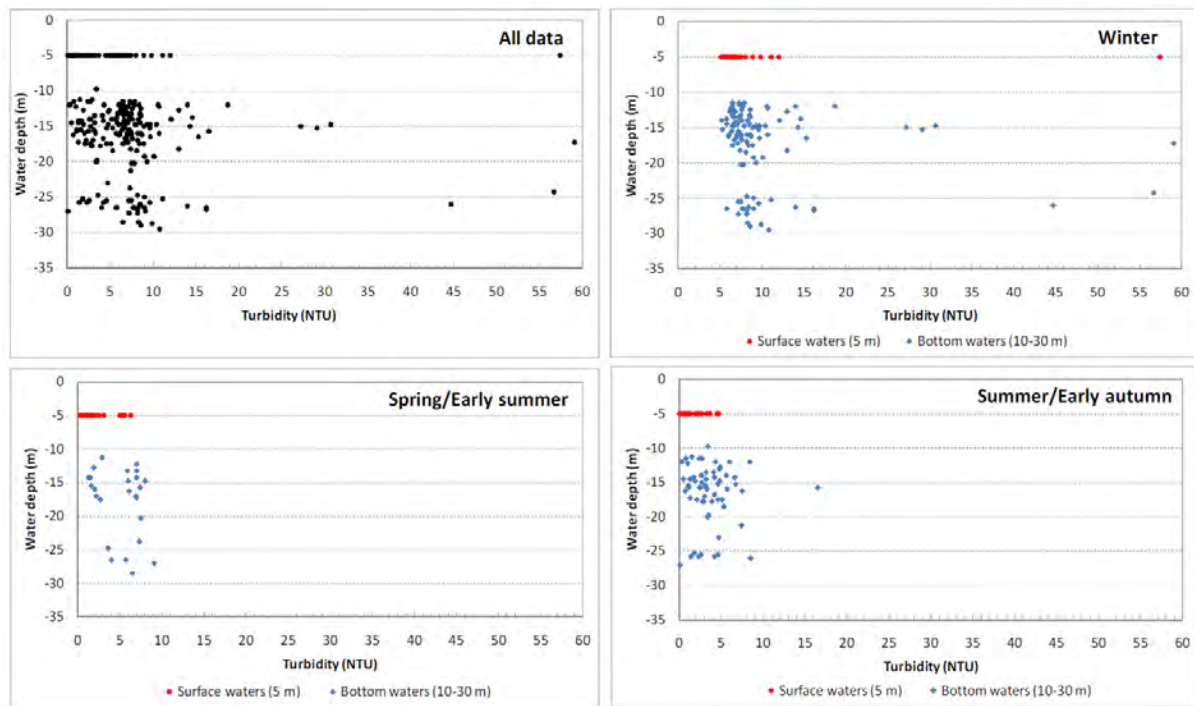 All data
Water depth (m)
0
-5
-10
-15
-20
-25
-30
-35
0 5 10 15 20 25 30 35 40 45 50 55 60
Turbidity (NTU)
Winter
Water depth (m)
0
-5
-10
-15
-20
-25
-30
-35
0 5 10 15 20 25 30 35 40 45 50 55 60
Turbidity (NTU)
Surface waters (5 m) Bottom waters (10-30 m)
Spring/Early summer
Water depth (m)
0
-5
-10
-15
-20
-25
-30
-35
0 5 10 15 20 25 30 35 40 45 50 55 60
Turbidity (NTU)
Surface waters (5 m) Bottom waters (10-30 m)
Summer/Early autumn
Water depth (m)
0
-5
-10
-15
-20
-25
-30
-35
0 5 10 15 20 25 30 35 40 45 50 55 60
Turbidity (NTU)
Surface waters (5 m) Bottom waters (10-30 m)